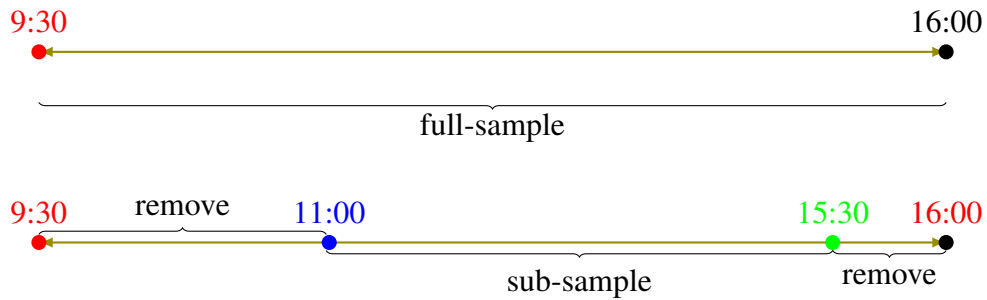 9:30 16:00
full-sample
remove
9:30 11:00 15:30 16:00
sub-sample remove